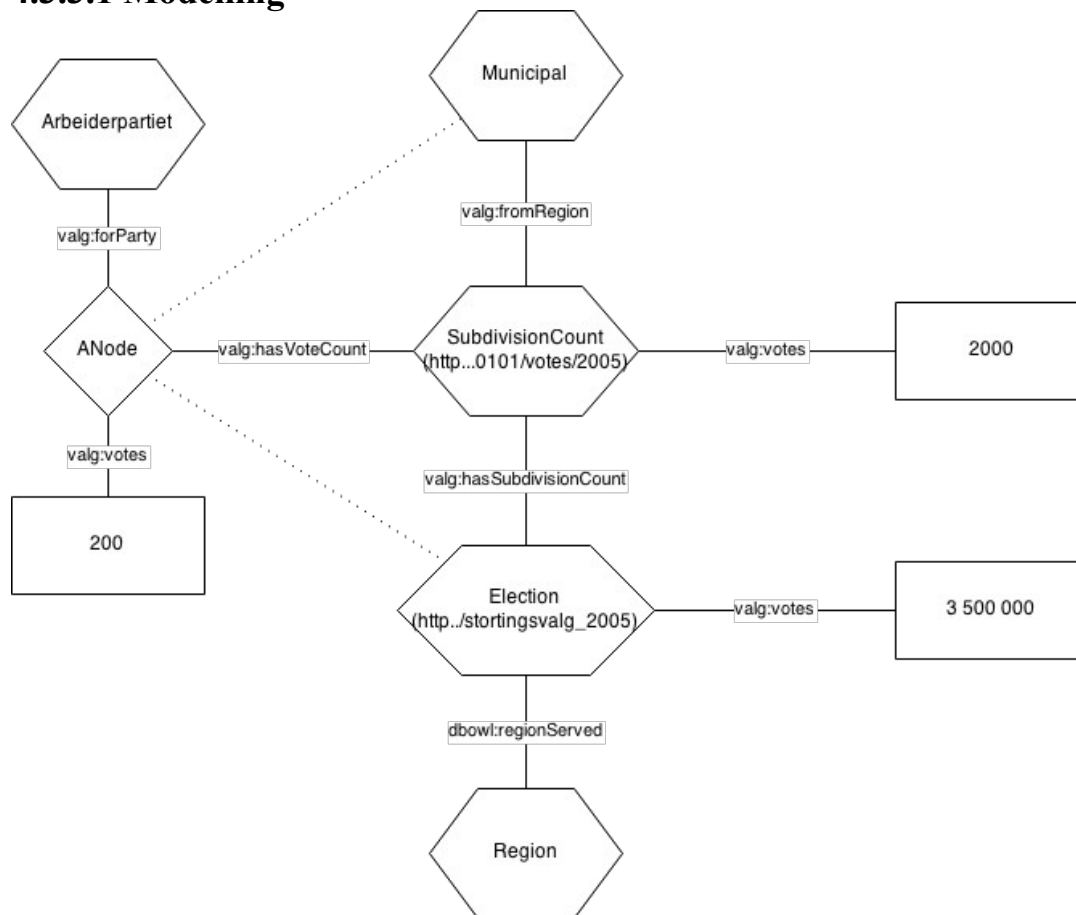 4.3.3.1 Modelling
Municipal
Arbeiderpartiet
valg:fromRegion
valg:forParty
ANode
valg:hasVoteCount
SubdivisionCount
(http...0101/votes/2005)
valg:votes
2000
valg:votes
valg:hasSubdivisionCount
200
Election
(http../stortingsvalg_2005)
valg:votes
3 500 000
dbowl:regionServed
Region